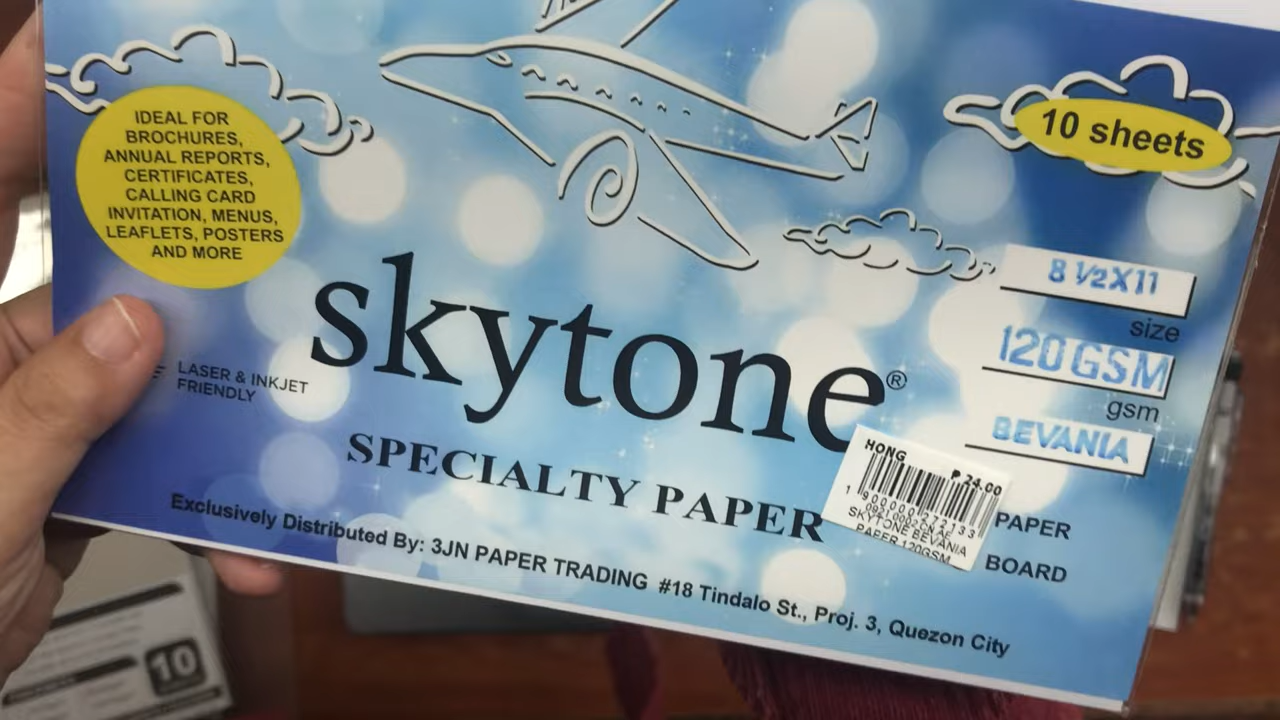 IDEAL FOR
BROCHURES,
ANNUAL REPORTS,
CERTIFICATES,
CALLING CARD
INVITATION, MENUS,
LEAFLETS, POSTERS
AND MORE
10 sheets
8 1/2X11
size
120GSM
gsm
BEVANIA
skytone®
LASER & INKJET
FRIENDLY
SPECIALTY PAPER
HONG
₱24.00
SKYTONE BEVANIA
PAPER 120GSM
PAPER
BOARD
Exclusively Distributed By: 3JN PAPER TRADING #18 Tindalo St., Proj. 3, Quezon City
10